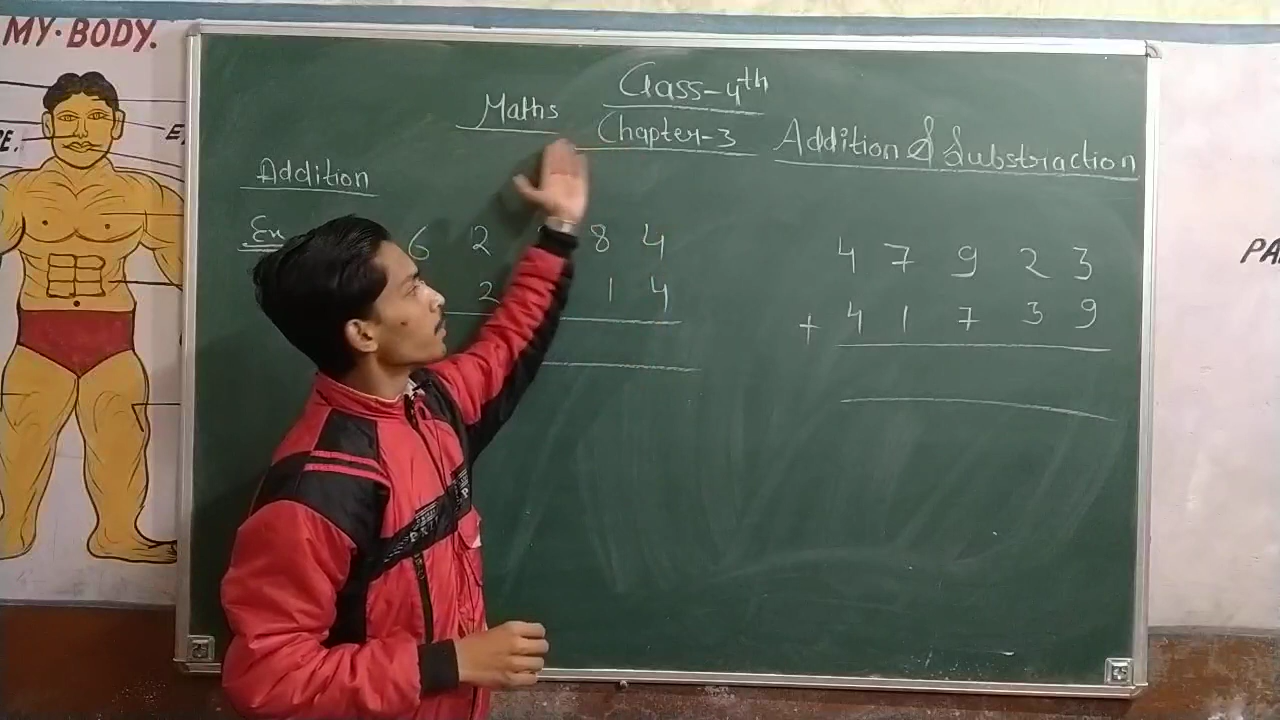 MY·BODY.
Class-4th
Maths
Chapter-3
Addition & Substraction
Addition
Ex
6 2 8 4
2 1 4
4 7 9 2 3
+ 4 1 7 3 9